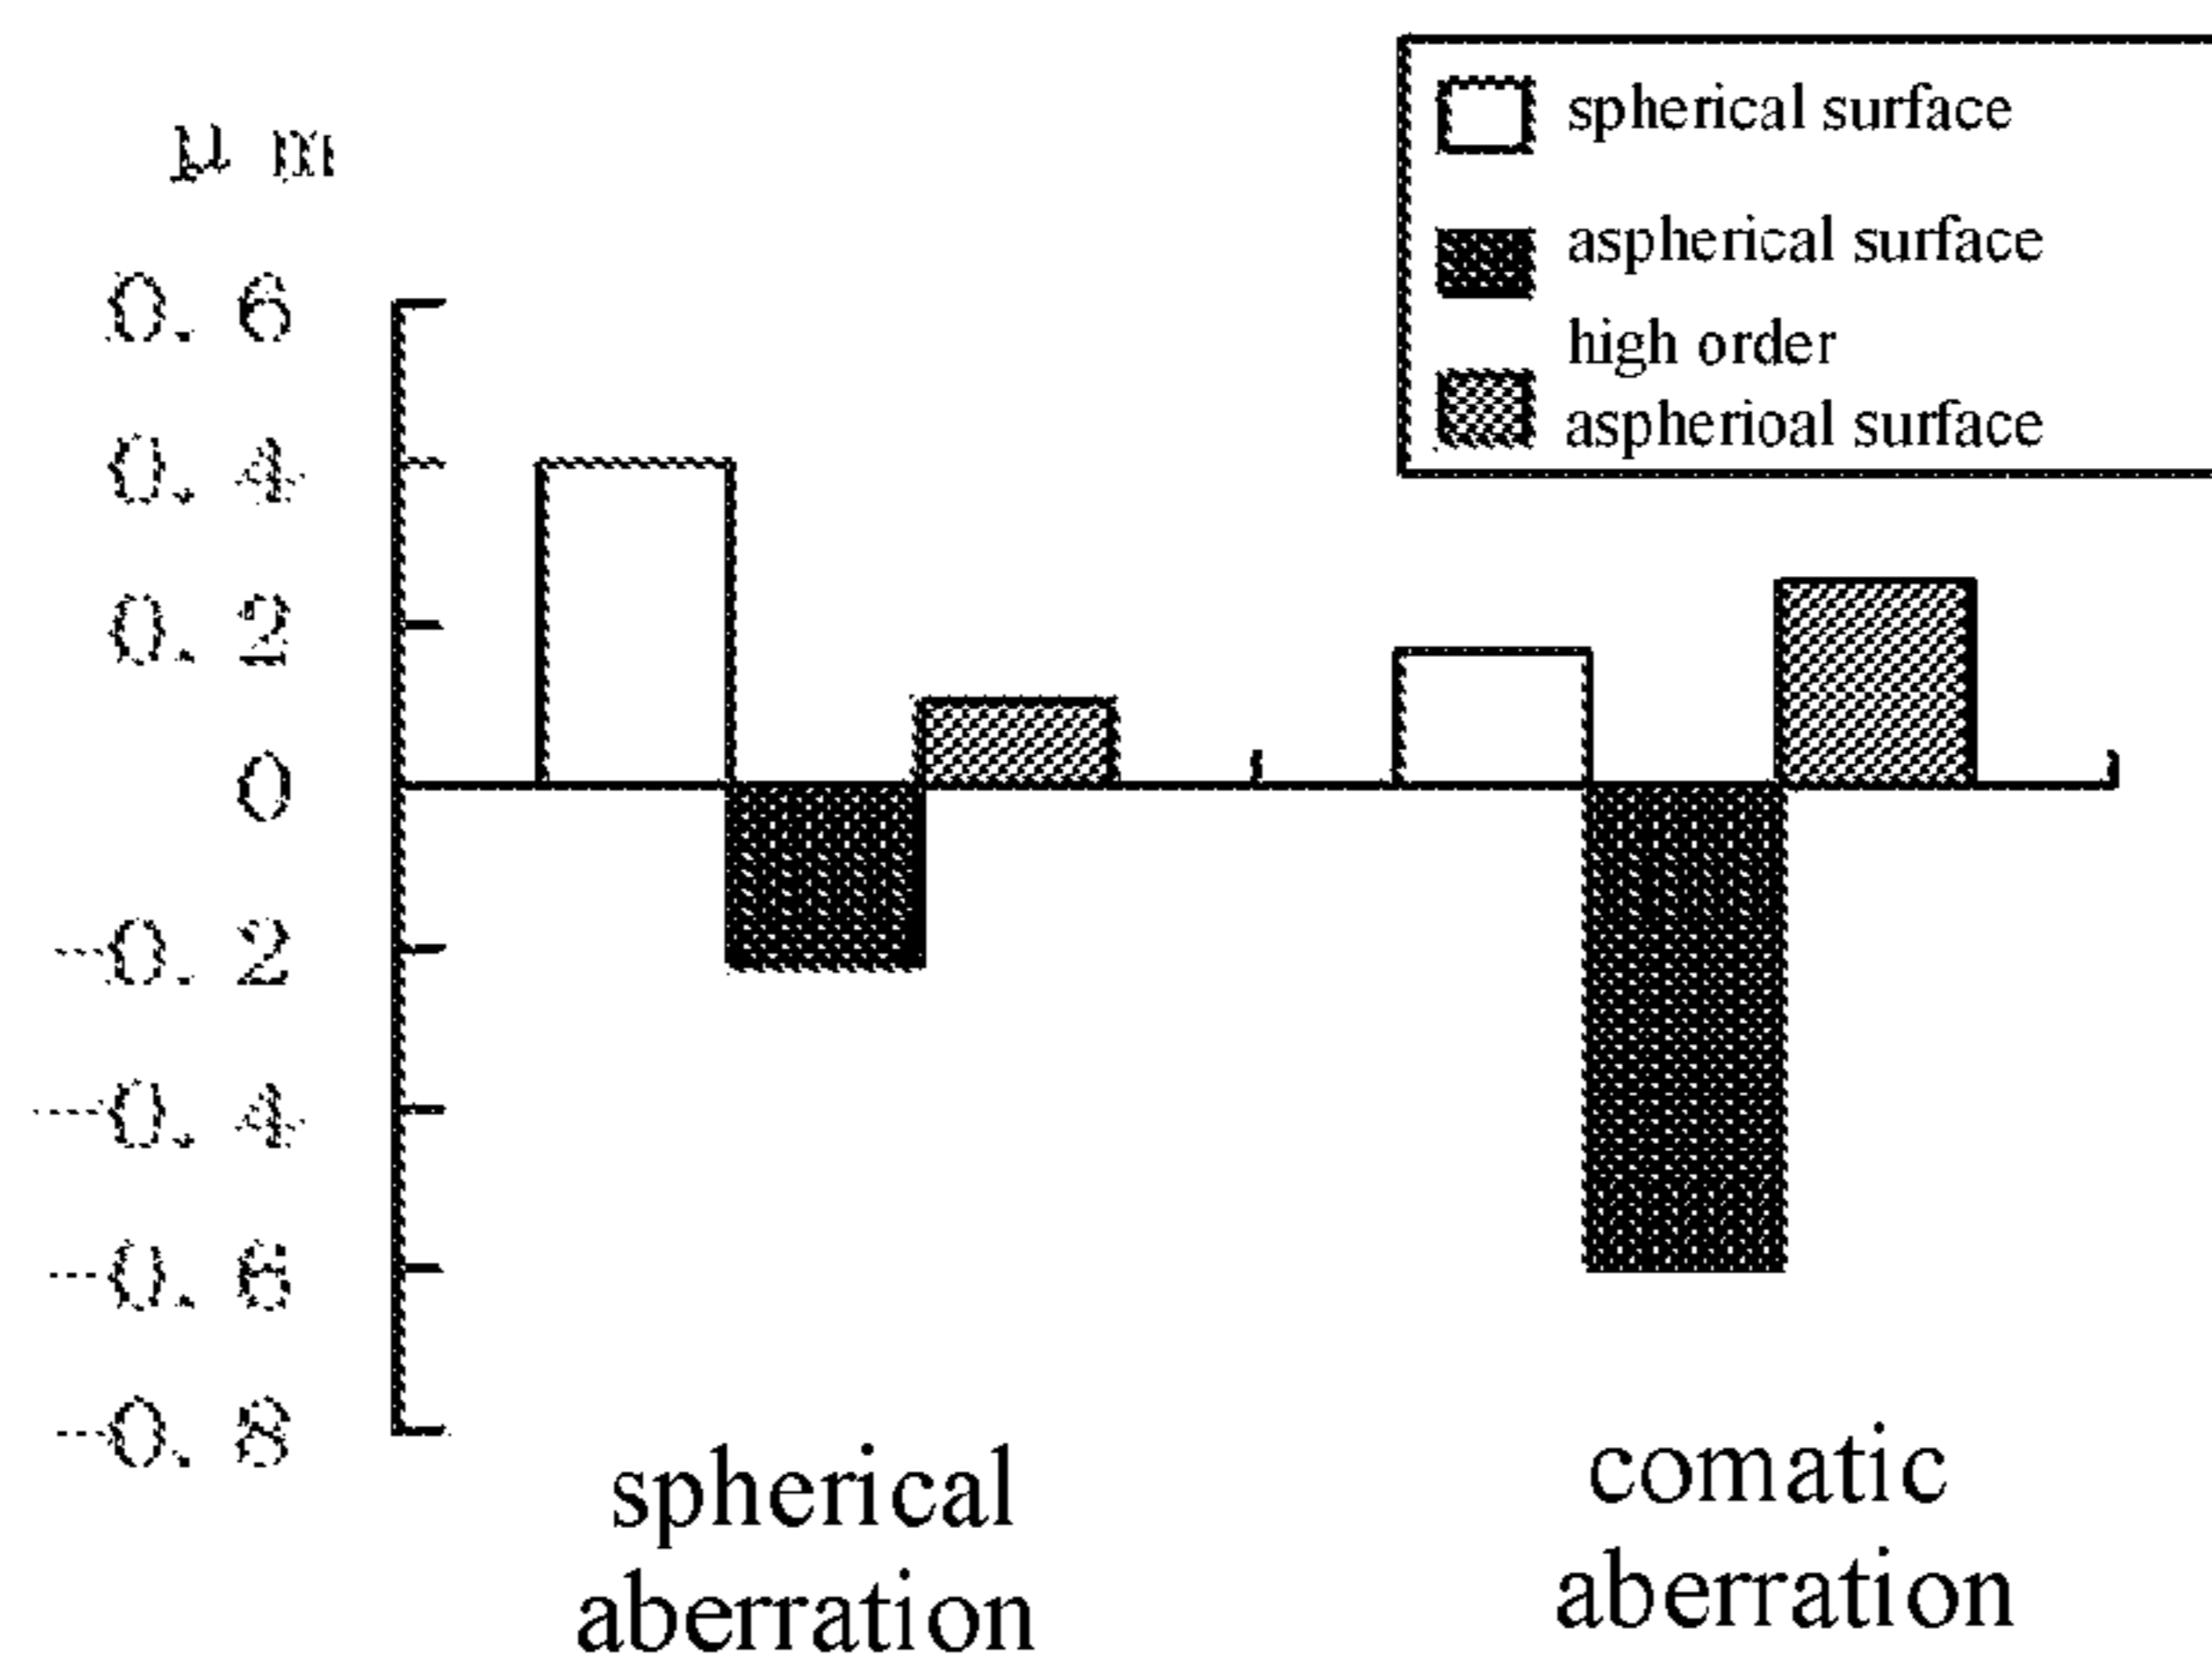 μ m
0. 6
0. 4
0. 2
0
-0. 2
-0. 4
-0. 6
-0. 8
spherical surface
aspherical surface
high order
aspherioal surface
spherical
aberration
comatic
aberration